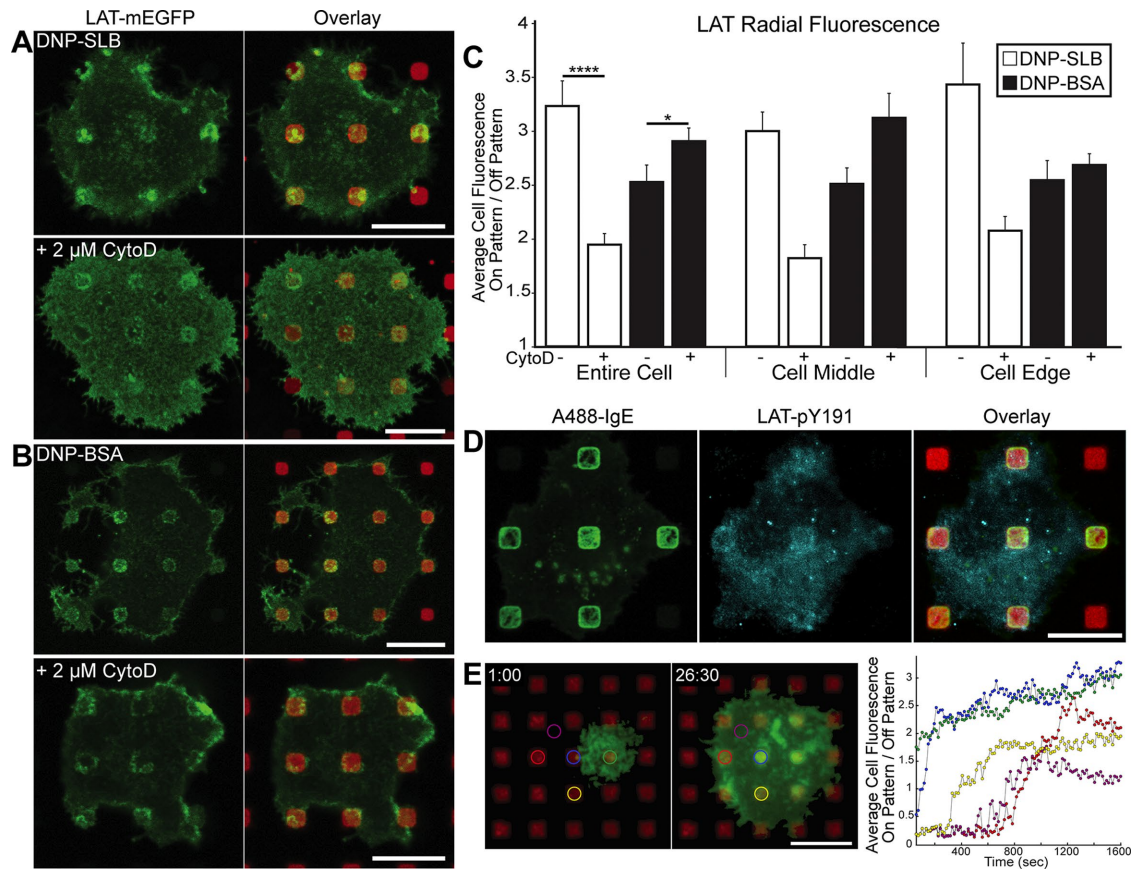 A
LAT-mEGFP
Overlay
DNP-SLB
+ 2 µM CytoD
B
DNP-BSA
+ 2 µM CytoD
C
LAT Radial Fluorescence
DNP-SLB
DNP-BSA
Average Cell Fluorescence
On Pattern / Off Pattern
4
3.5
3
2.5
2
1.5
1
****
*
CytoD - + - + - + - + - + - +
Entire Cell
Cell Middle
Cell Edge
D
A488-IgE
LAT-pY191
Overlay
E
1:00
26:30
Average Cell Fluorescence
On Pattern / Off Pattern
3
2.5
2
1.5
1
0.5
0
400 800 1200 1600
Time (sec)